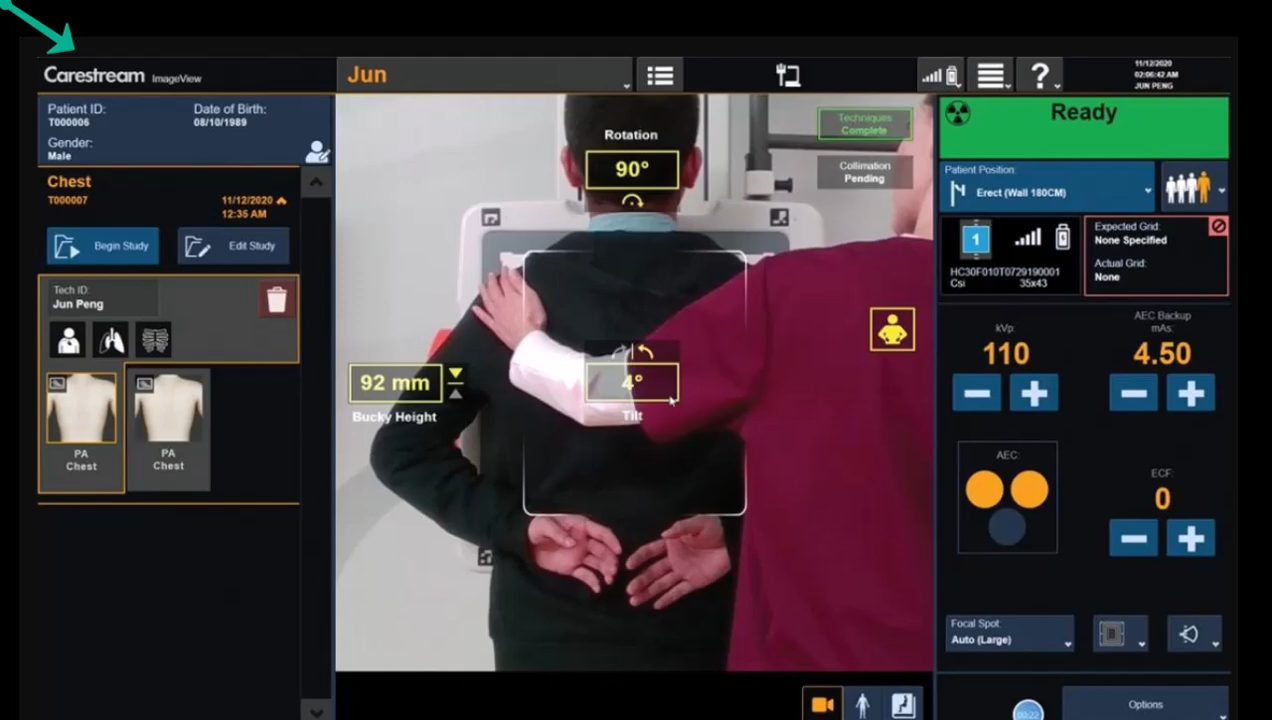 Carestream ImageView
Jun
?
11/12/2020
02:06:42 AM
JUN PENG
Patient ID:
T000006
Date of Birth:
08/10/1989
Gender:
Male
Chest
T000007
11/12/2020
12:35 AM
Begin Study
Edit Study
Tech ID:
Jun Peng
PA
Chest
PA
Chest
Rotation
90°
Techniques
Complete
Collimation
Pending
92 mm
Bucky Height
4°
Tilt
Ready
Patient Position:
Erect (Wall 180CM)
1
HC30F010T0729190001
Csi 35x43
Expected Grid:
None Specified
Actual Grid:
None
kVp:
110
AEC Backup
mAs:
4.50
AEC:
ECF:
0
Focal Spot:
Auto (Large)
00:22
Options